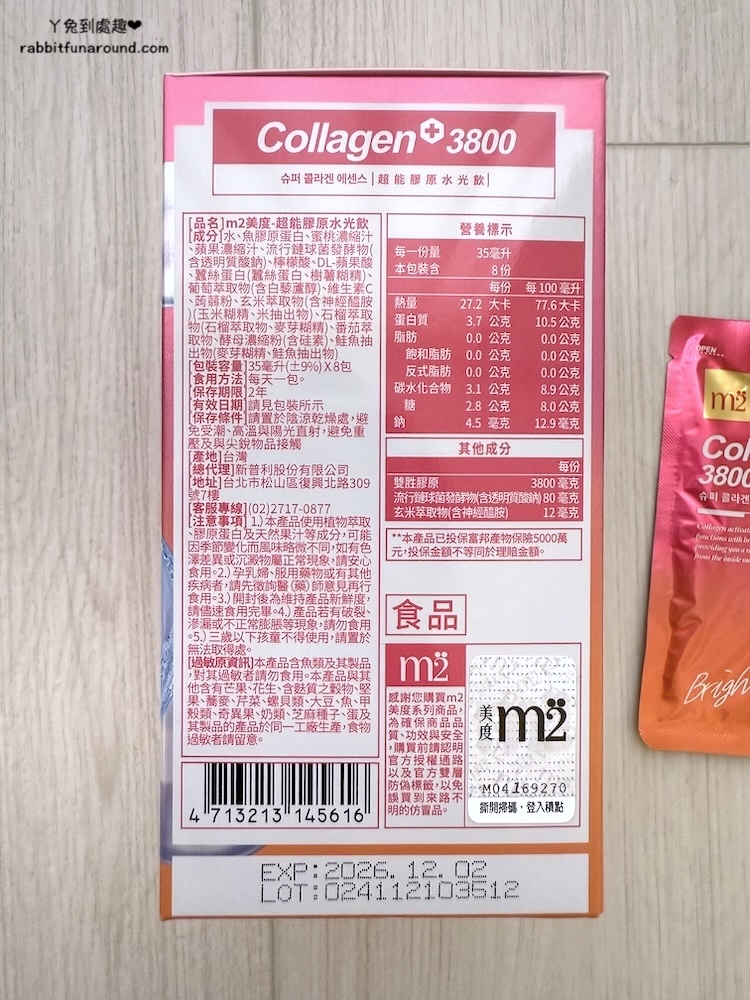 ㄚ兔到處趣❤
rabbitfunaround.com
Collagen+ 3800
슈퍼 콜라겐 에센스|超能膠原水光飲|
[品名]m2美度-超能膠原水光飲
[成分]水、魚膠原蛋白、蜜桃濃縮汁
、蘋果濃縮汁、流行鏈球菌發酵物(
含透明質酸鈉)、檸檬酸、DL-蘋果酸
、蠶絲蛋白(蠶絲蛋白、樹薯糊精)、
葡萄萃取物(含白藜蘆醇)、維生素C
、蒟蒻粉、玄米萃取物(含神經醯胺
)(玉米糊精、米抽出物)、石榴萃取
物(石榴萃取物、麥芽糊精)、番茄萃
取物、酵母濃縮粉(含硅素)、鮭魚抽
出物(麥芽糊精、鮭魚抽出物)
[包裝容量]35毫升(±9%)X8包
[食用方法]每天一包。
[保存期限]2年
[有效日期]請見包裝所示
[保存條件]請置於陰涼乾燥處,避
免受潮、高溫與陽光直射,避免重
壓及與尖銳物品接觸
[產地]台灣
[總代理]新普利股份有限公司
[地址]台北市松山區復興北路309
號7樓
[客服專線](02)2717-0877
[注意事項] 1.)本產品使用植物萃取
、膠原蛋白及天然果汁等成分,可能
因季節變化而風味略微不同,如有色
澤差異或沉澱物屬正常現象,請安心
食用。2.)孕乳婦、服用藥物或有其他
疾病者,請先徵詢醫(藥)師意見再行
食用。3.)開封後為維持產品新鮮度,
請儘速食用完畢。4.)產品若有破裂、
滲漏或不正常膨脹等現象,請勿食用
。5.)三歲以下孩童不得使用,請置於
無法取得處。
[過敏原資訊]本產品含魚類及其製品
,對其過敏者請勿食用。本產品與其
他含有芒果、花生、含麩質之穀物、堅
果、蕎麥、芹菜、螺貝類、大豆、魚、甲
殼類、奇異果、奶類、芝麻種子、蛋及
其製品的產品於同一工廠生產,食物
過敏者請留意。
4 713213 145616
營養標示
每一份量 35毫升
本包裝含 8份
每份 每100毫升
熱量 27.2 大卡 77.6大卡
蛋白質 3.7 公克 10.5公克
脂肪 0.0 公克 0.0公克
飽和脂肪 0.0 公克 0.0公克
反式脂肪 0.0 公克 0.0公克
碳水化合物 3.1 公克 8.9公克
糖 2.8 公克 8.0公克
鈉 4.5 毫克 12.9毫克
其他成分
每份
雙胜膠原 3800 毫克
流行鏈球菌發酵物(含透明質酸鈉) 80 毫克
玄米萃取物(含神經醯胺) 12 毫克
**本產品已投保富邦產物保險5000萬
元,投保金額不等同於理賠金額。
食品
m2
感謝您購買m2
美度系列商品,
為確保商品品
質、功效與安全
,購買前請認明
官方授權通路
以及官方雙層
防偽標籤,以免
誤買到來路不
明的仿冒品。
美度 m2
M04169270
撕開掃碼,登入積點
EXP:2026.12.02
LOT:024112103512
OPEN
m2
Col
3800
슈퍼 콜라겐
Collagen activat
functions with br
providing you a r
from the inside ou
Brigh